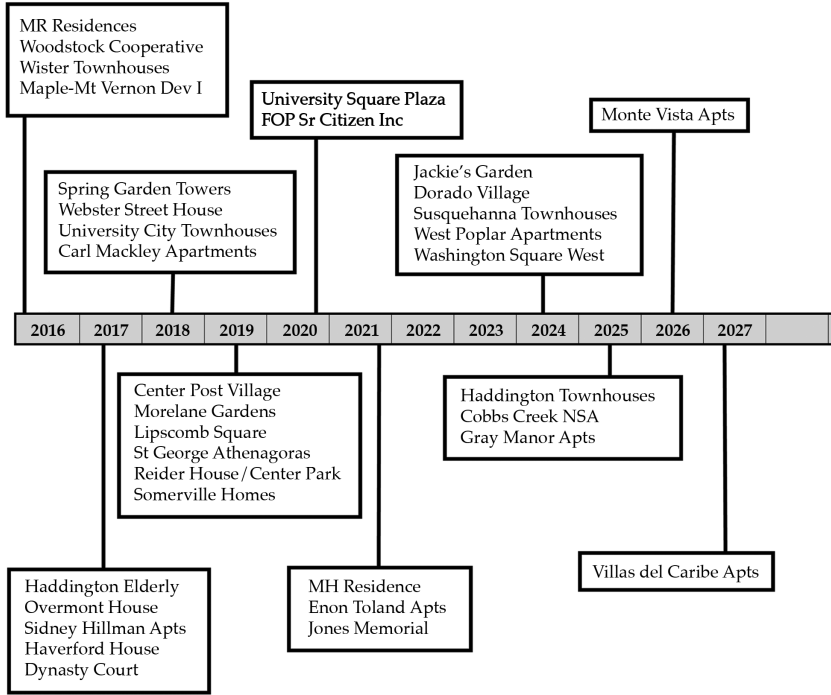 MR Residences
Woodstock Cooperative
Wister Townhouses
Maple-Mt Vernon Dev I
University Square Plaza
FOP Sr Citizen Inc
Monte Vista Apts
Spring Garden Towers
Webster Street House
University City Townhouses
Carl Mackley Apartments
Jackie's Garden
Dorado Village
Susquehanna Townhouses
West Poplar Apartments
Washington Square West
2016 2017 2018 2019 2020 2021 2022 2023 2024 2025 2026 2027
Center Post Village
Morelane Gardens
Lipscomb Square
St George Athenagoras
Reider House/Center Park
Somerville Homes
Haddington Townhouses
Cobbs Creek NSA
Gray Manor Apts
Haddington Elderly
Overmont House
Sidney Hillman Apts
Haverford House
Dynasty Court
MH Residence
Enon Toland Apts
Jones Memorial
Villas del Caribe Apts